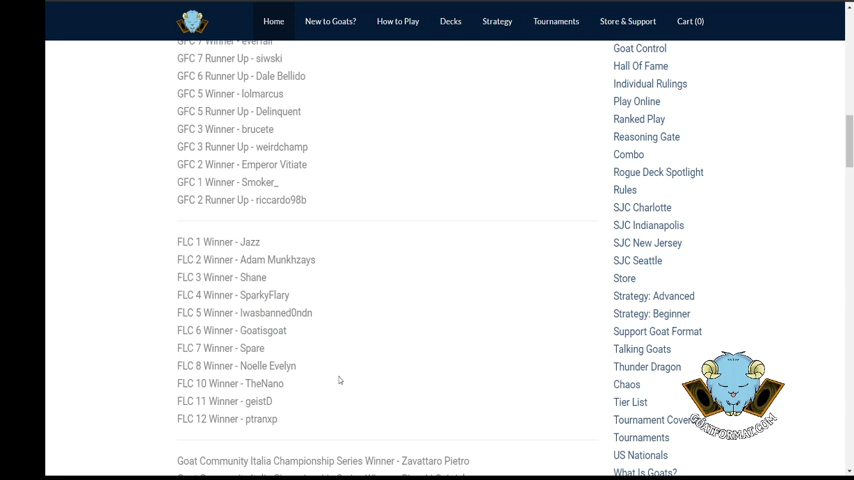 Home New to Goats? How to Play Decks Strategy Tournaments Store & Support Cart (0)
GFC 7 Winner - everfair
GFC 7 Runner Up - siwski
GFC 6 Runner Up - Dale Bellido
GFC 5 Winner - lolmarcus
GFC 5 Runner Up - Delinquent
GFC 3 Winner - brucete
GFC 3 Runner Up - weirdchamp
GFC 2 Winner - Emperor Vitiate
GFC 1 Winner - Smoker_
GFC 2 Runner Up - riccardo98b
FLC 1 Winner - Jazz
FLC 2 Winner - Adam Munkhzays
FLC 3 Winner - Shane
FLC 4 Winner - SparkyFlary
FLC 5 Winner - Iwasbanned0ndn
FLC 6 Winner - Goatisgoat
FLC 7 Winner - Spare
FLC 8 Winner - Noelle Evelyn
FLC 10 Winner - TheNano
FLC 11 Winner - geistD
FLC 12 Winner - ptranxp
Goat Community Italia Championship Series Winner - Zavattaro Pietro
Goat Control
Hall Of Fame
Individual Rulings
Play Online
Ranked Play
Reasoning Gate
Combo
Rogue Deck Spotlight
Rules
SJC Charlotte
SJC Indianapolis
SJC New Jersey
SJC Seattle
Store
Strategy: Advanced
Strategy: Beginner
Support Goat Format
Talking Goats
Thunder Dragon
Chaos
Tier List
Tournament Cover
Tournaments
US Nationals
What Is Goats?
GOATFORMAT.COM